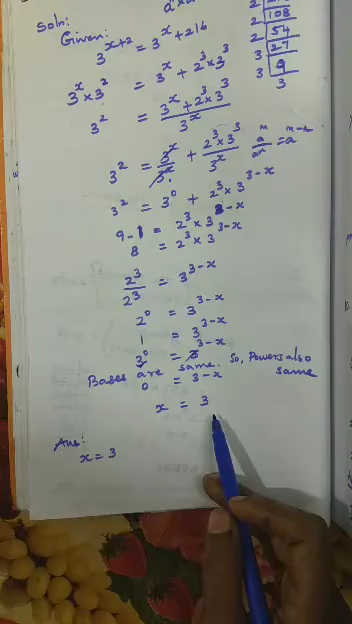 Soln:
Given:
3^(x+2) = 3^x + 216
3^x × 3^2 = 3^x + 2^3 × 3^3
3^2 = (3^x + 2^3 × 3^3) / 3^x
3^2 = 3^x / 3^x + (2^3 × 3^3) / 3^x
a^m / a^n = a^(m-n)
3^2 = 3^0 + 2^3 × 3^(3-x)
9 - 1 = 2^3 × 3^(3-x)
8 = 2^3 × 3^(3-x)
2^3 / 2^3 = 3^(3-x)
2^0 = 3^(3-x)
1 = 3^(3-x)
3^0 = 3^(3-x)
Bases are same. So, Powers also same
0 = 3-x
x = 3
Ans:
x = 3
2 108
2 54
3 27
3 9
3